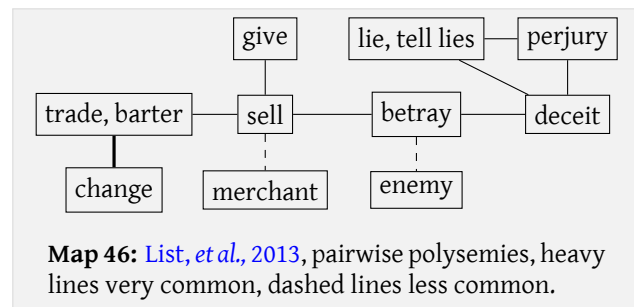 give
lie, tell lies
perjury
trade, barter
sell
betray
deceit
change
merchant
enemy
Map 46: List, et al., 2013, pairwise polysemies, heavy
lines very common, dashed lines less common.